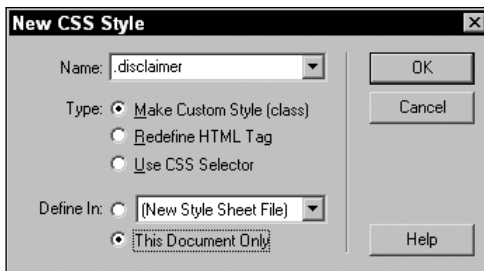 New CSS Style
Name: .disclaimer
OK
Type: Make Custom Style (class)
Cancel
Redefine HTML Tag
Use CSS Selector
Define In: (New Style Sheet File)
This Document Only
Help